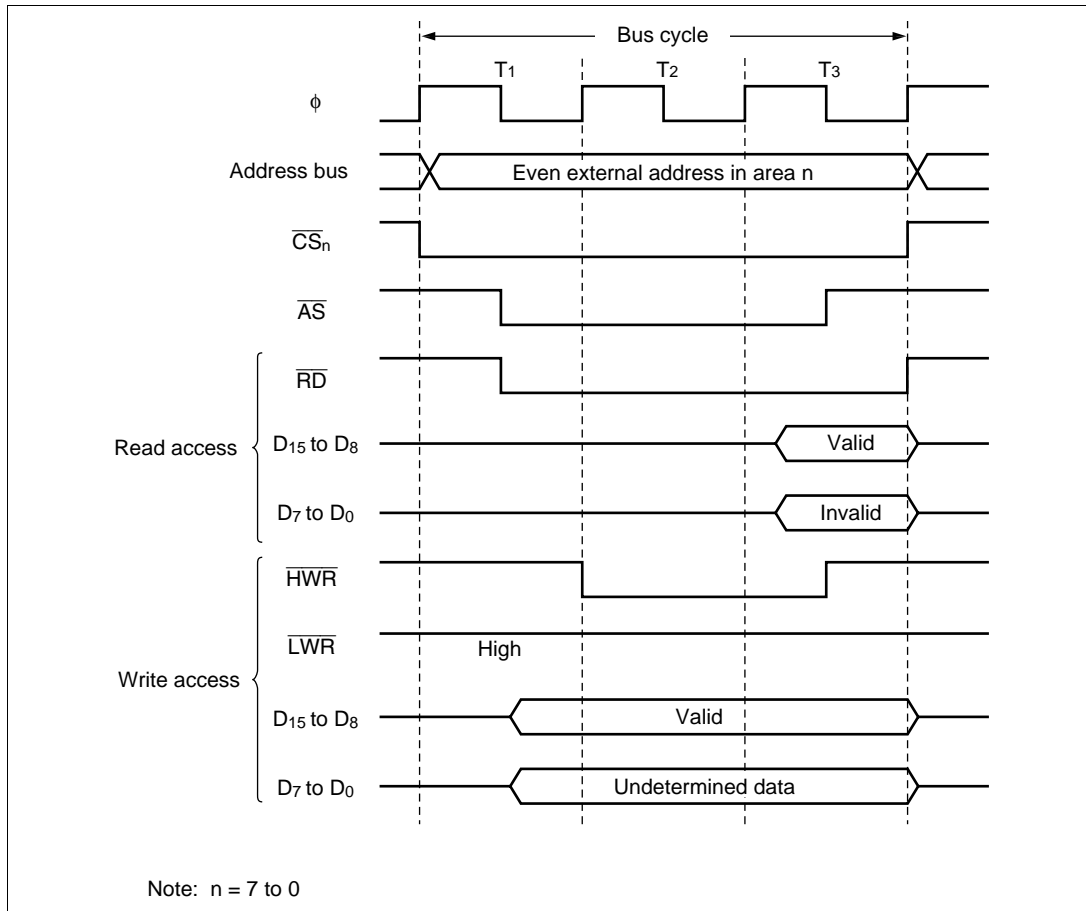 Bus cycle
T1 T2 T3
ϕ
Address bus Even external address in area n
CSn
AS
RD
Read access D15 to D8 Valid
D7 to D0 Invalid
HWR
LWR High
Write access D15 to D8 Valid
D7 to D0 Undetermined data
Note: n = 7 to 0